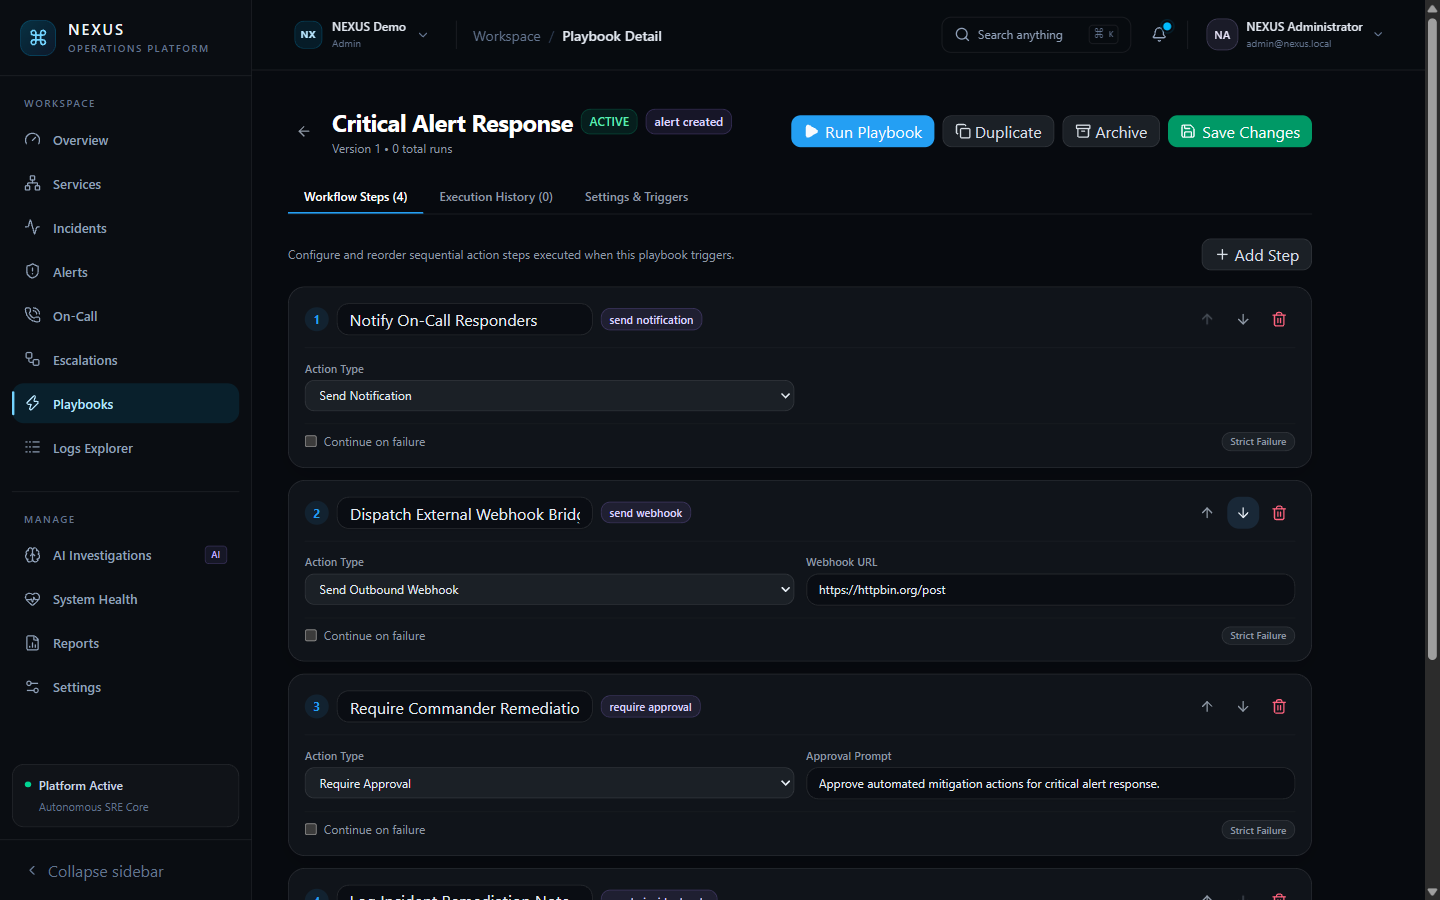 NEXUS
OPERATIONS PLATFORM
WORKSPACE
Overview
Services
Incidents
Alerts
On-Call
Escalations
Playbooks
Logs Explorer
MANAGE
AI Investigations AI
System Health
Reports
Settings
Platform Active
Autonomous SRE Core
Collapse sidebar
NX NEXUS Demo
Admin
Workspace / Playbook Detail
Search anything ⌘ K
NA NEXUS Administrator
admin@nexus.local
Critical Alert Response ACTIVE alert created
Version 1 • 0 total runs
Run Playbook Duplicate Archive Save Changes
Workflow Steps (4) Execution History (0) Settings & Triggers
Configure and reorder sequential action steps executed when this playbook triggers.
+ Add Step
1 Notify On-Call Responders send notification
Action Type
Send Notification
Continue on failure Strict Failure
2 Dispatch External Webhook Bridg send webhook
Action Type Webhook URL
Send Outbound Webhook https://httpbin.org/post
Continue on failure Strict Failure
3 Require Commander Remediatio require approval
Action Type Approval Prompt
Require Approval Approve automated mitigation actions for critical alert response.
Continue on failure Strict Failure
4 Log Incident Remediation Note